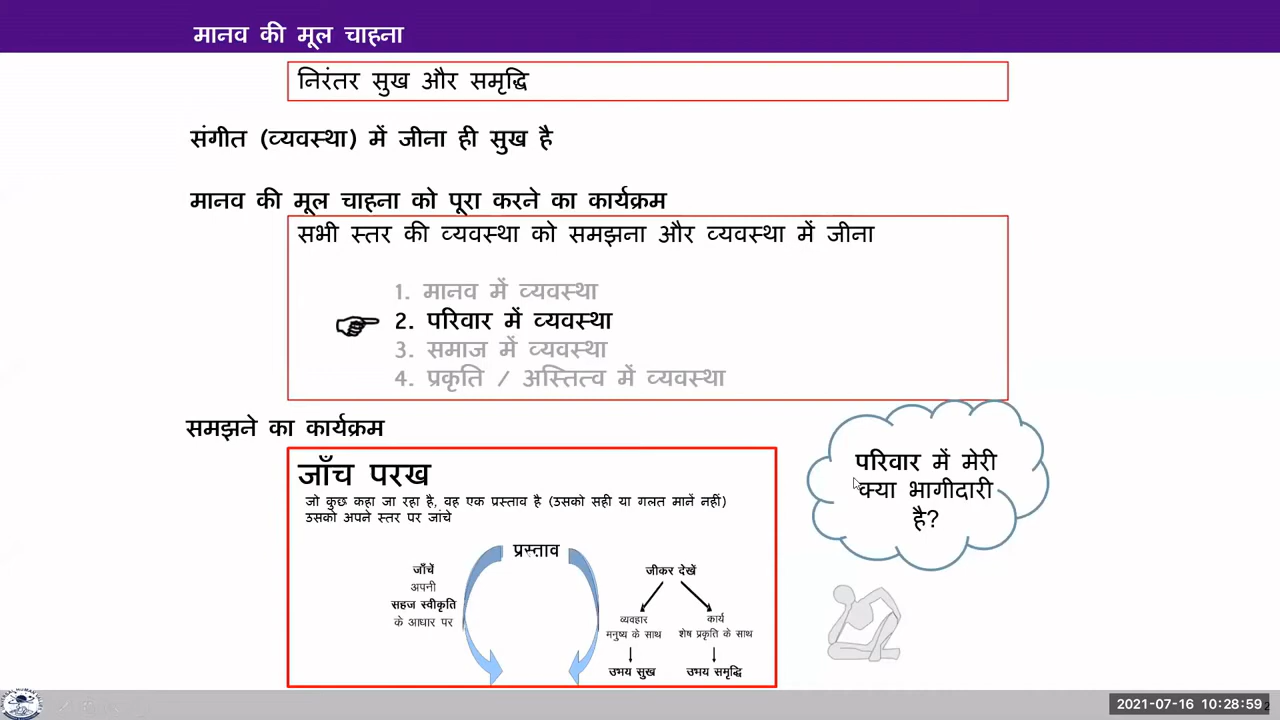 मानव की मूल चाहना
निरंतर सुख और समृद्धि
संगीत (व्यवस्था) में जीना ही सुख है
मानव की मूल चाहना को पूरा करने का कार्यक्रम
सभी स्तर की व्यवस्था को समझना और व्यवस्था में जीना
1. मानव में व्यवस्था
2. परिवार में व्यवस्था
3. समाज में व्यवस्था
4. प्रकृति / अस्तित्व में व्यवस्था
समझने का कार्यक्रम
जाँच परख
जो कुछ कहा जा रहा है, वह एक प्रस्ताव है (उसको सही या गलत मानें नहीं)
उसको अपने स्तर पर जांचे
प्रस्ताव
जाँचें
अपनी
सहज स्वीकृति
के आधार पर
जीकर देखें
व्यवहार
मनुष्य के साथ
उभय सुख
कार्य
शेष प्रकृति के साथ
उभय समृद्धि
परिवार में मेरी
क्या भागीदारी
है?
2021-07-16 10:28:59